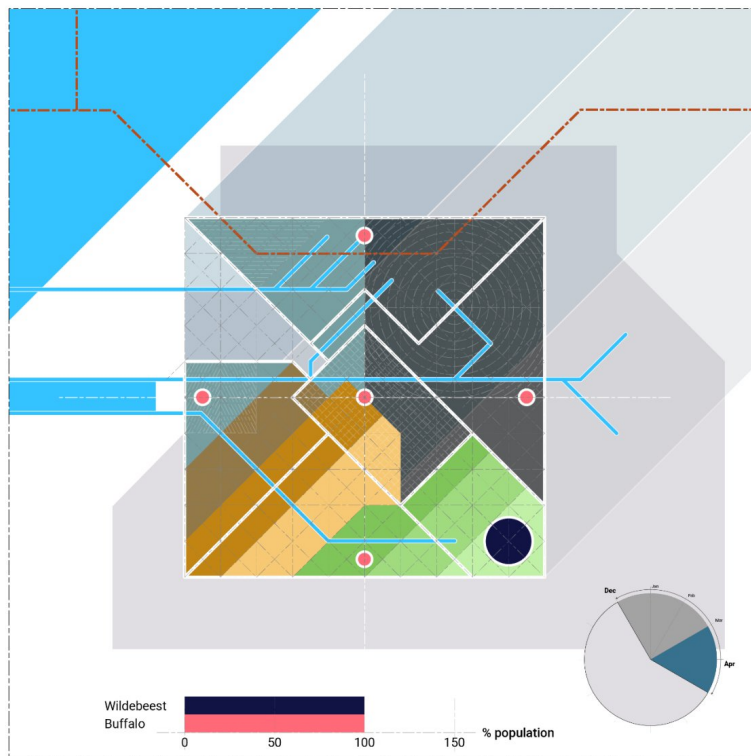 Dec
Jan
Feb
Mar
Apr
Wildebeest
Buffalo
% population
0
50
100
150